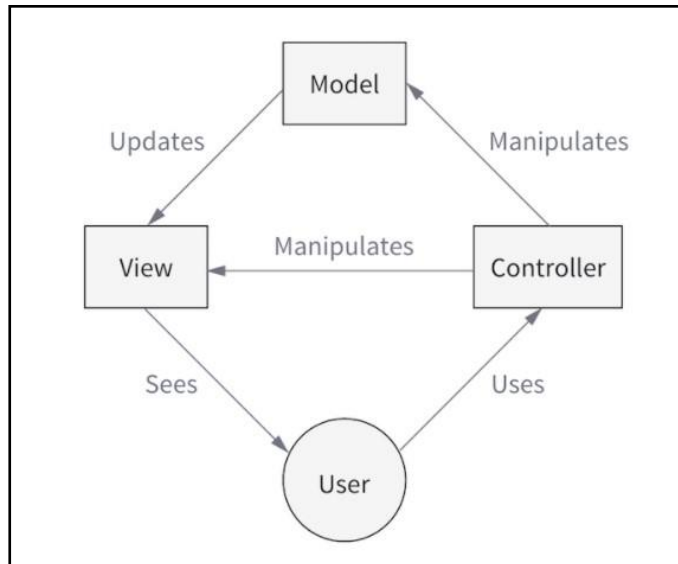 Model
Updates
Manipulates
View
Manipulates
Controller
Sees
Uses
User